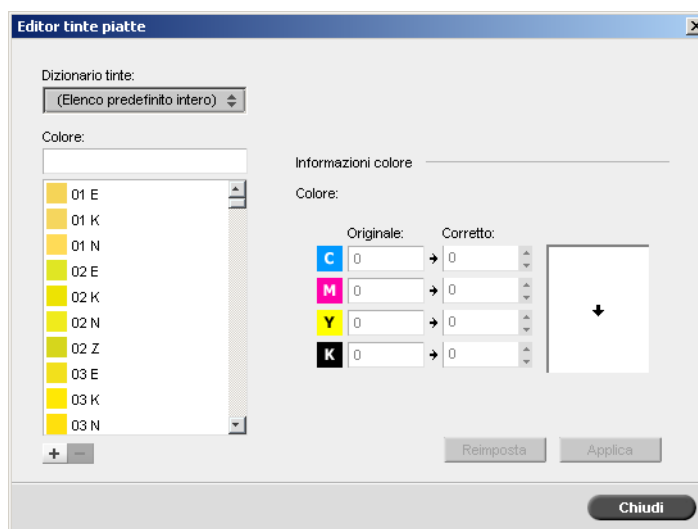 Editor tinte piatte
Dizionario tinte:
(Elenco predefinito intero)
Colore:
01 E
01 K
01 N
02 E
02 K
02 N
02 Z
03 E
03 K
03 N
Informazioni colore
Colore:
Originale: Corretto:
C 0 0
M 0 0
Y 0 0
K 0 0
Reimposta Applica
Chiudi